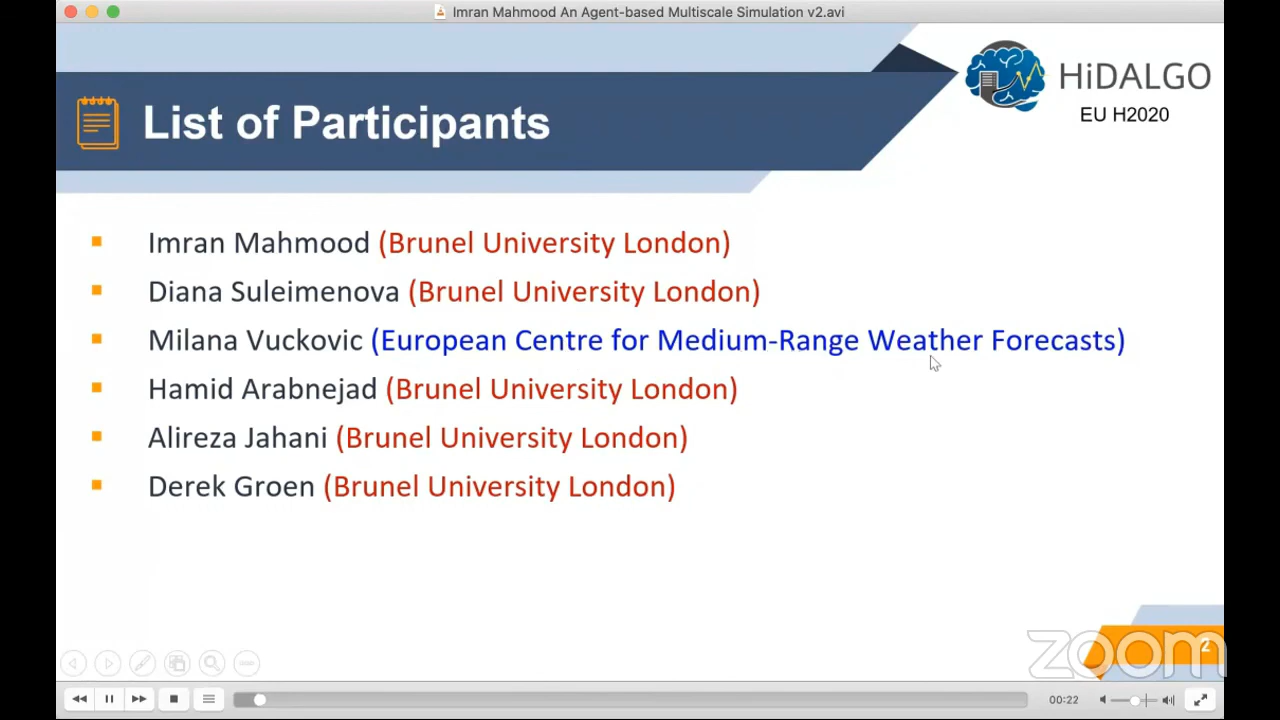 Imran Mahmood An Agent-based Multiscale Simulation v2.avi
HiDALGO
EU H2020
List of Participants
Imran Mahmood (Brunel University London)
Diana Suleimenova (Brunel University London)
Milana Vuckovic (European Centre for Medium-Range Weather Forecasts)
Hamid Arabnejad (Brunel University London)
Alireza Jahani (Brunel University London)
Derek Groen (Brunel University London)
zoom
2
00:22